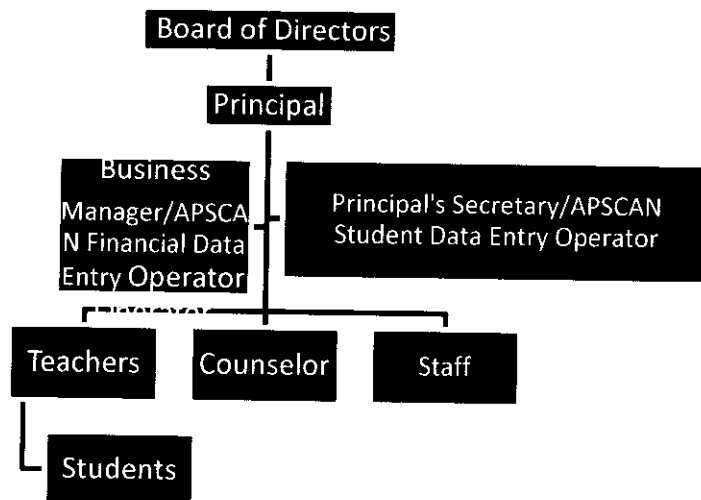 Board of Directors
Principal
Business
Manager/APSCA
N Financial Data
Entry Operator
Operator
Principal's Secretary/APSCAN
Student Data Entry Operator
Teachers
Counselor
Staff
Students